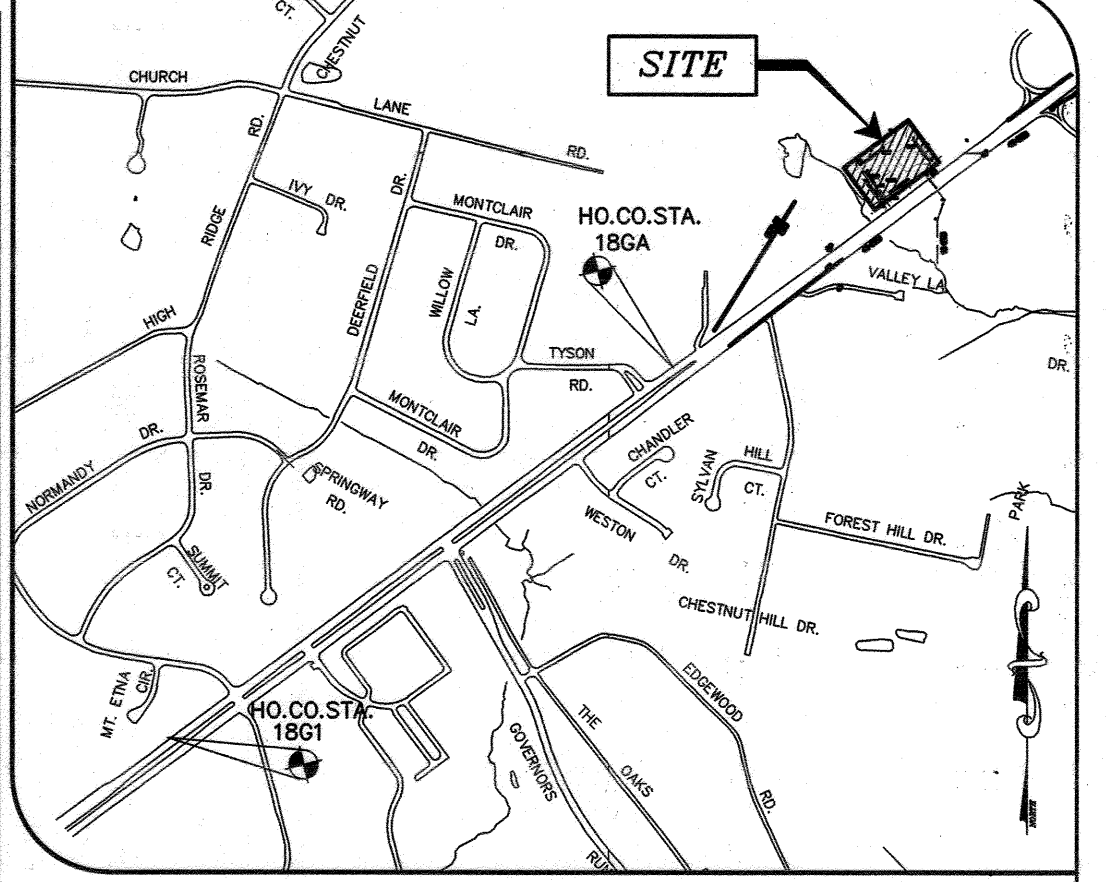 CT.
CHESTNUT
SITE
CHURCH
LANE
RD.
RD.
IVY
DR.
DR.
MONTCLAIR
DR.
HO.CO.STA.
18GA
RIDGE
WILLOW
LA.
DEERFIELD
VALLEY LA
HIGH
TYSON
RD.
ROSEMAR
DR.
MONTCLAIR
DR.
DR.
NORMANDY
DR.
SPRINGWAY
RD.
CHANDLER
CT.
SYLVAN
HILL
CT.
WESTON
DR.
FOREST HILL DR.
PARK
SUMMIT
CT.
CHESTNUT HILL DR.
MT. ETNA
CIR.
HO.CO.STA.
18G1
EDGEWOOD
RD.
THE
OAKS
GOVERNORS
RUN
NORTH